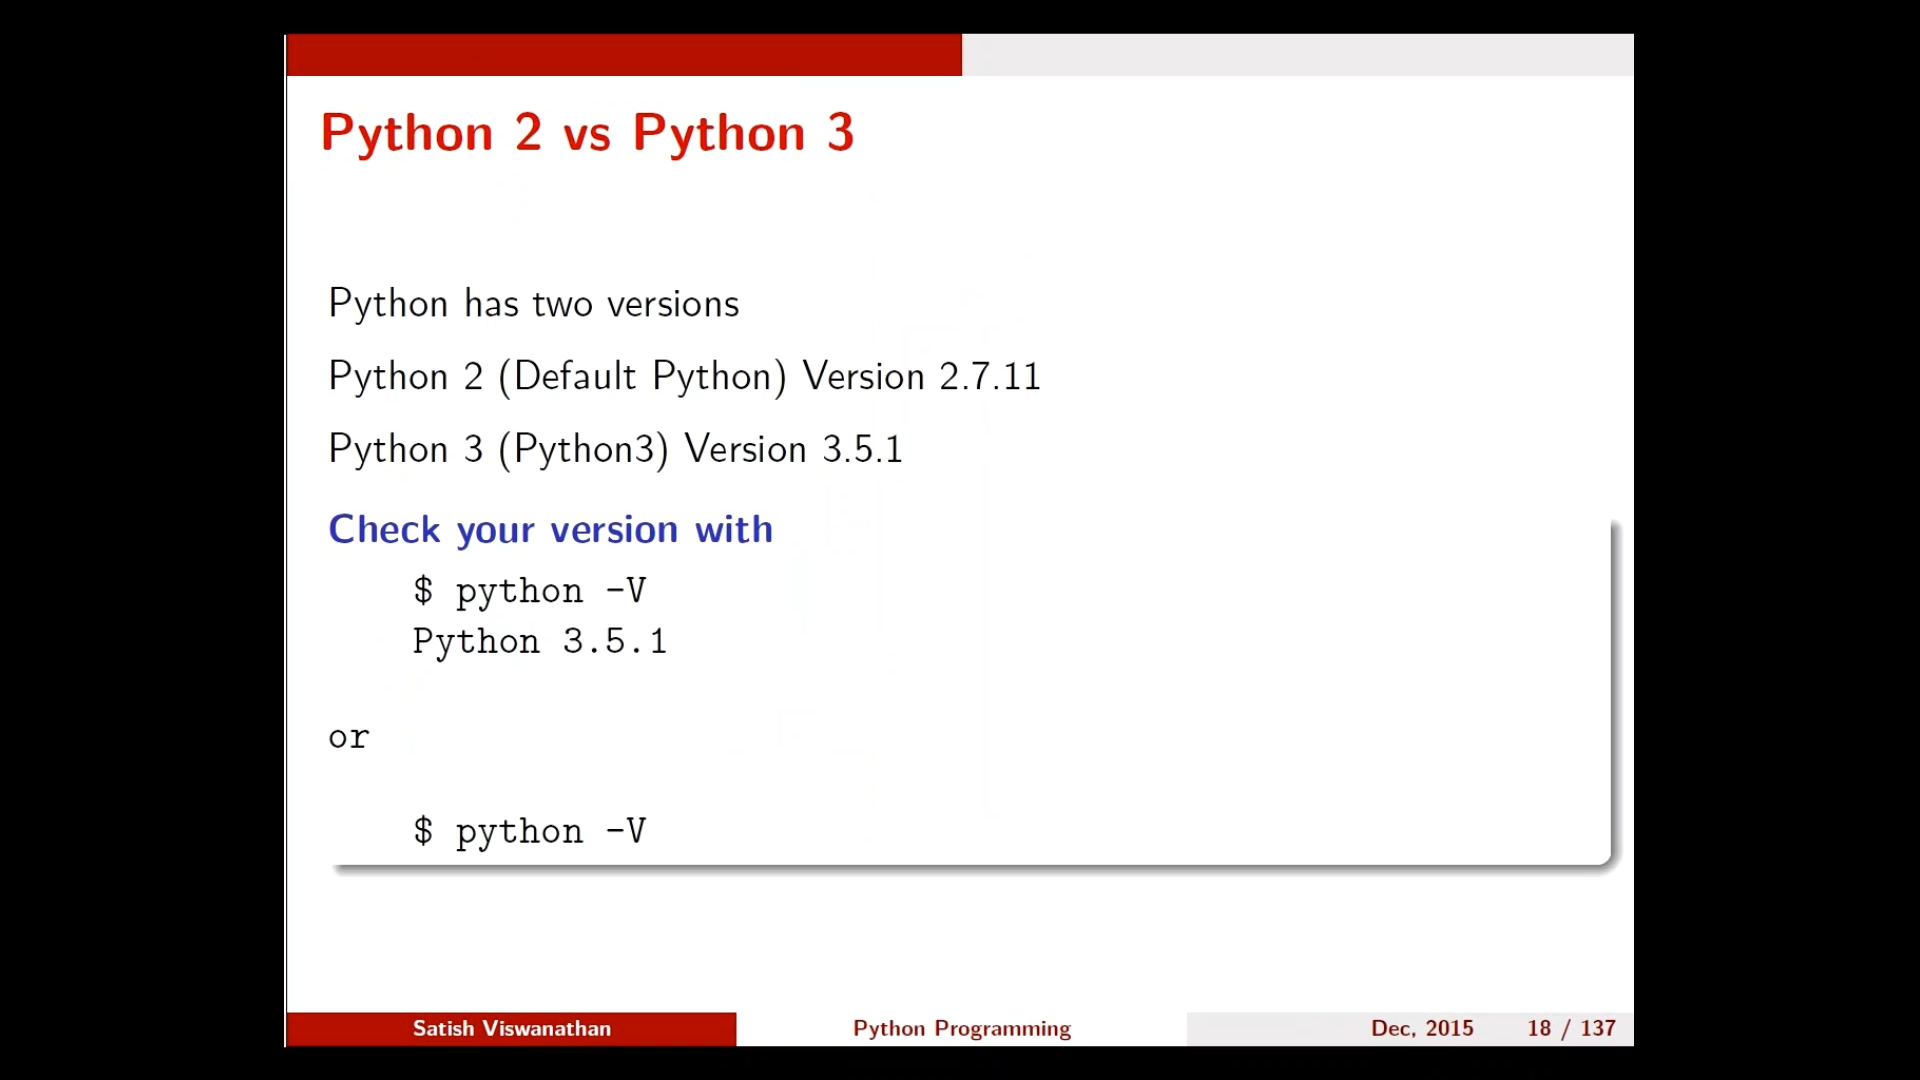 Python 2 vs Python 3
Python has two versions
Python 2 (Default Python) Version 2.7.11
Python 3 (Python3) Version 3.5.1
Check your version with
$ python -V
Python 3.5.1
or
$ python -V
Satish Viswanathan Python Programming Dec, 2015 18 / 137